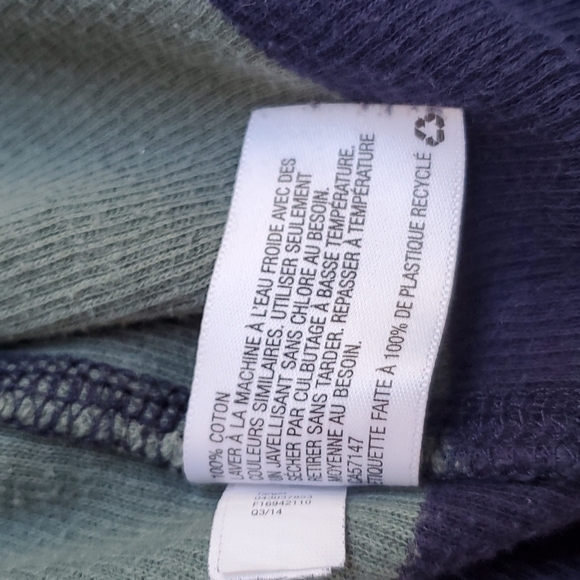 100% COTON
LAVER À LA MACHINE À L'EAU FROIDE AVEC DES
COULEURS SIMILAIRES. UTILISER SEULEMENT
UN JAVELLISANT SANS CHLORE AU BESOIN.
SÉCHER PAR CULBUTAGE À BASSE TEMPÉRATURE.
RETIRER SANS TARDER. REPASSER À TEMPÉRATURE
MOYENNE AU BESOIN.
CA57147
ÉTIQUETTE FAITE À 100% DE PLASTIQUE RECYCLÉ
F16942110
Q3/14